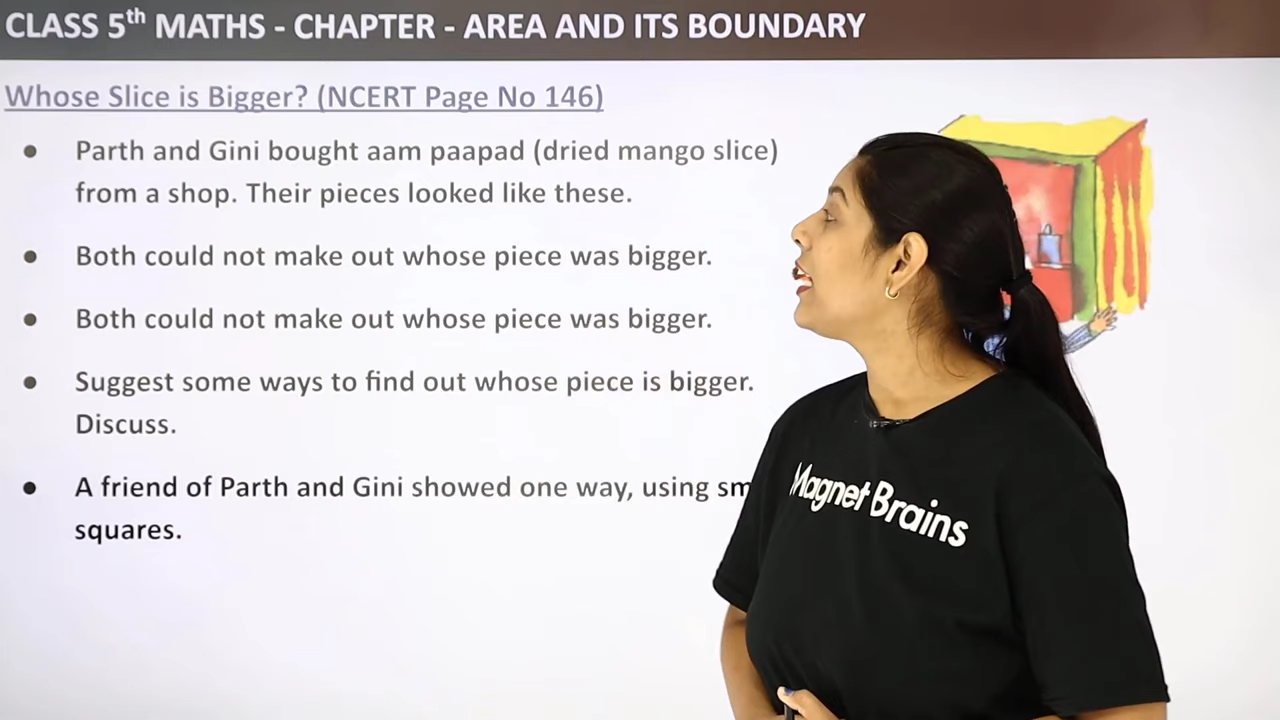 CLASS 5th MATHS - CHAPTER - AREA AND ITS BOUNDARY
Whose Slice is Bigger? (NCERT Page No 146)
● Parth and Gini bought aam paapad (dried mango slice)
from a shop. Their pieces looked like these.
● Both could not make out whose piece was bigger.
● Both could not make out whose piece was bigger.
● Suggest some ways to find out whose piece is bigger.
Discuss.
● A friend of Parth and Gini showed one way, using
squares.
Magnet Brains